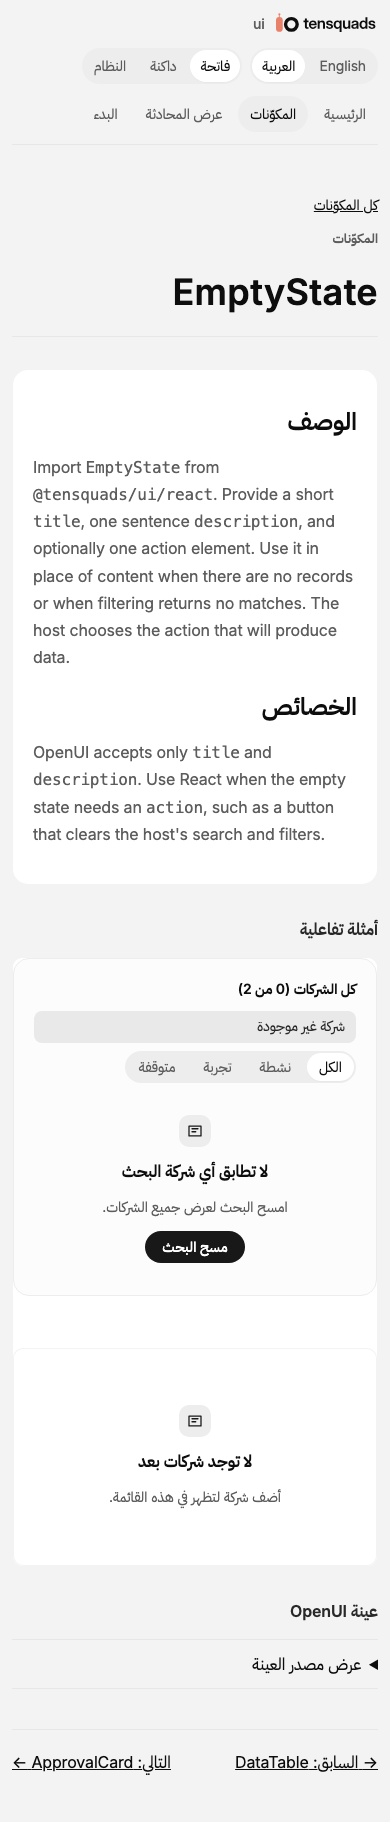 tensquads ui
English العربية فاتحة داكنة النظام
الرئيسية المكوّنات عرض المحادثة البدء
كل المكوّنات
المكوّنات
EmptyState
الوصف
Import EmptyState from
@tensquads/ui/react. Provide a short
title, one sentence description, and
optionally one action element. Use it in
place of content when there are no records
or when filtering returns no matches. The
host chooses the action that will produce
data.
الخصائص
OpenUI accepts only title and
description. Use React when the empty
state needs an action, such as a button
that clears the host's search and filters.
أمثلة تفاعلية
كل الشركات (0 من 2)
شركة غير موجودة
الكل نشطة تجربة متوقفة
لا تطابق أي شركة البحث
امسح البحث لعرض جميع الشركات.
مسح البحث
لا توجد شركات بعد
أضف شركة لتظهر في هذه القائمة.
عينة OpenUI
◀ عرض مصدر العينة
→ السابق: DataTable
التالي: ApprovalCard ←